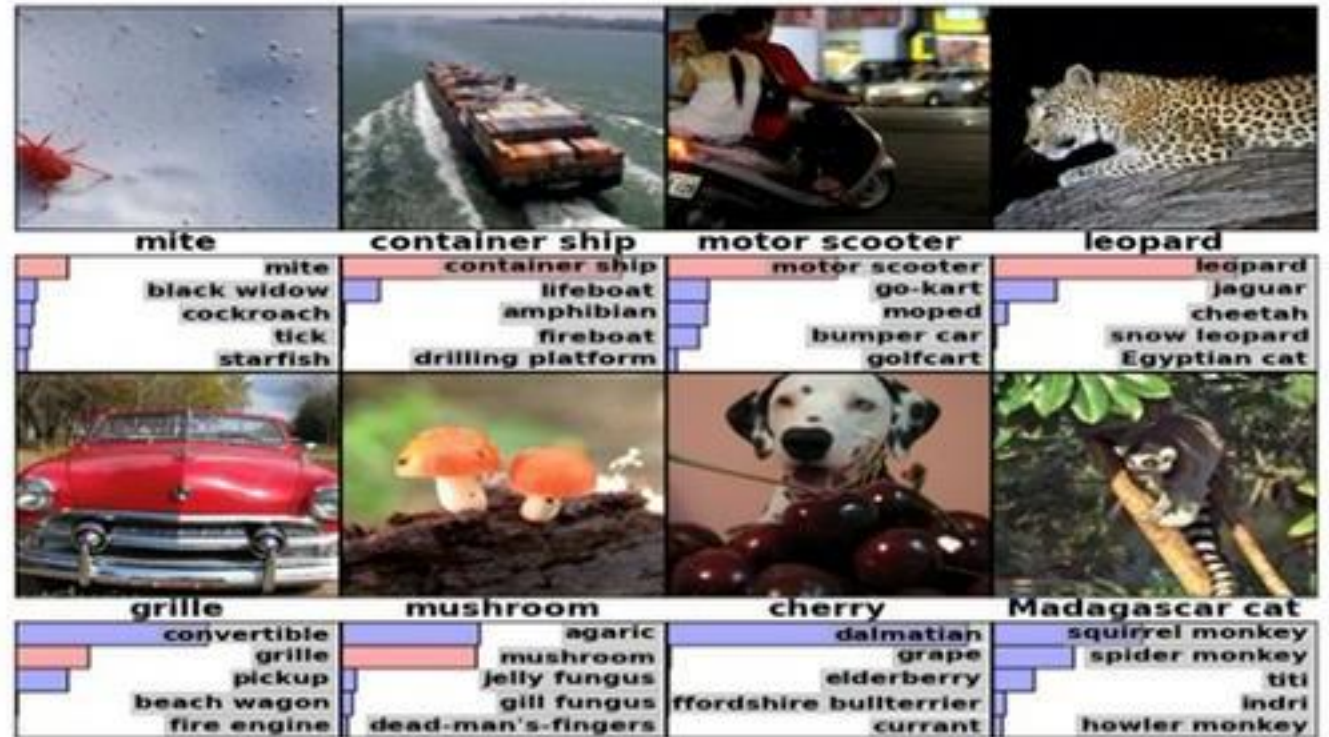 mite
container ship
motor scooter
leopard
mite
black widow
cockroach
tick
starfish
container ship
lifeboat
amphibian
fireboat
drilling platform
motor scooter
go-kart
moped
bumper car
golfcart
leopard
jaguar
cheetah
snow leopard
Egyptian cat
grille
mushroom
cherry
Madagascar cat
convertible
grille
pickup
beach wagon
fire engine
agaric
mushroom
jelly fungus
gill fungus
dead-man's-fingers
dalmatian
grape
elderberry
ffordshire bullterrier
currant
squirrel monkey
spider monkey
titi
indri
howler monkey